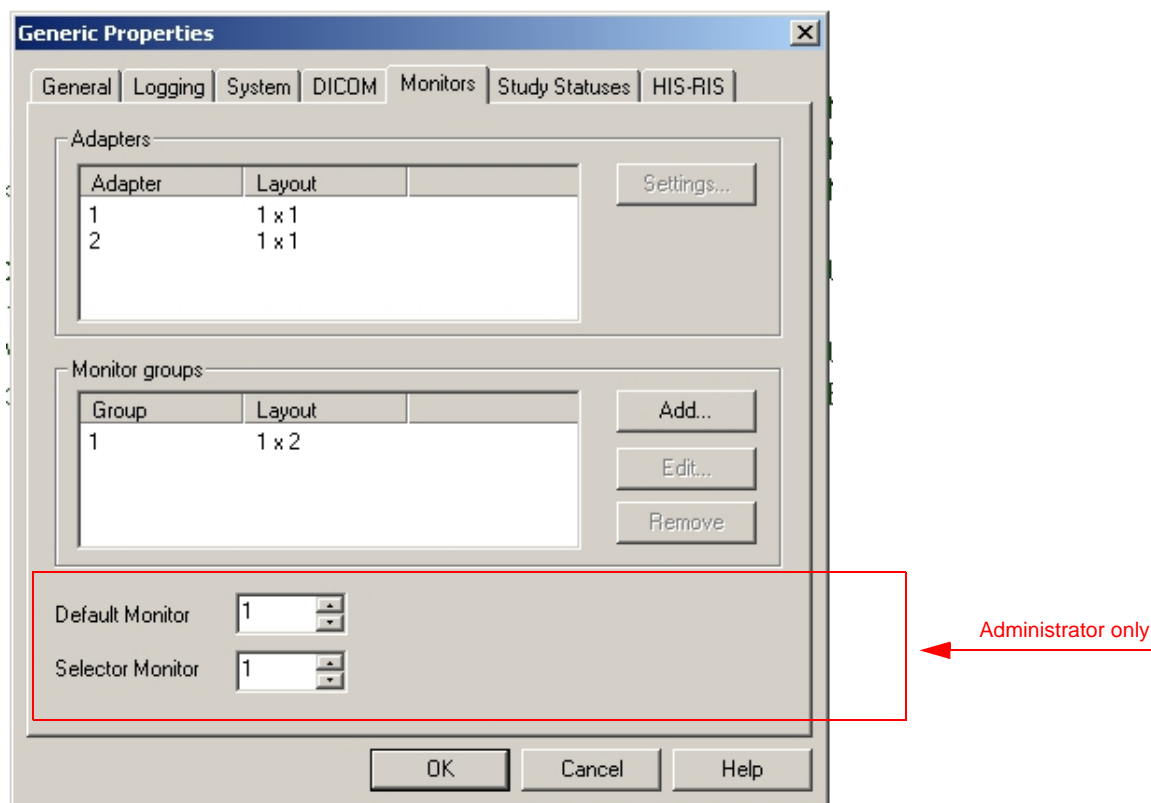 Generic Properties
General Logging System DICOM Monitors Study Statuses HIS-RIS
Adapters
Adapter Layout
1 1 x 1
2 1 x 1
Settings...
Monitor groups
Group Layout
1 1 x 2
Add...
Edit...
Remove
Default Monitor 1
Selector Monitor 1
Administrator only
OK Cancel Help